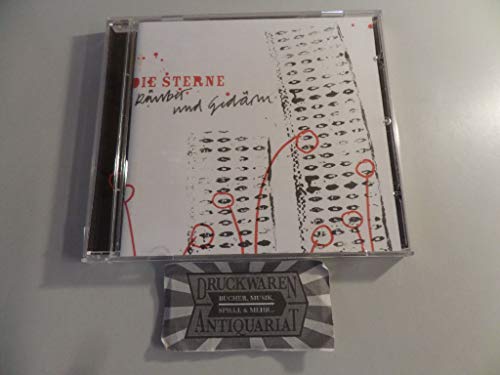 DIE STERNE
Räuber
und Gedärm
DRUCKWAREN
BÜCHER, MUSIK,
SPIELE & MEHR...
ANTIQUARIAT